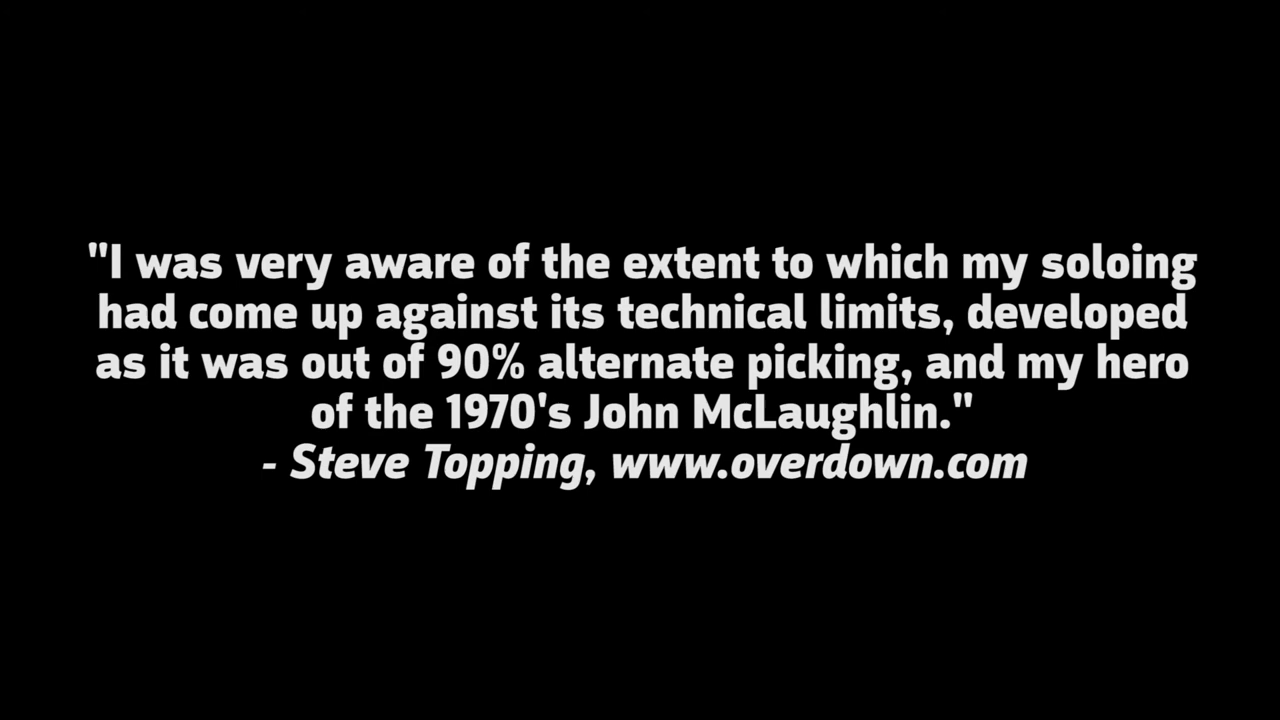 "I was very aware of the extent to which my soloing
had come up against its technical limits, developed
as it was out of 90% alternate picking, and my hero
of the 1970's John McLaughlin."
- Steve Topping, www.overdown.com